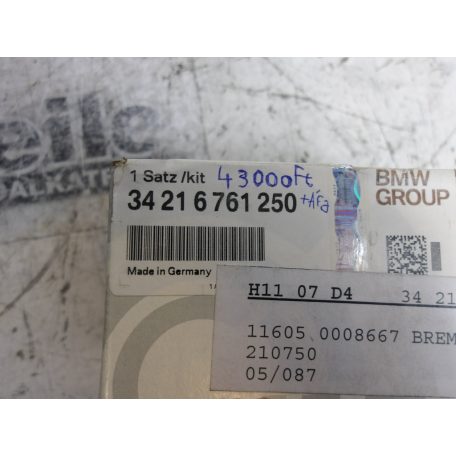 eile
1 Satz /kit 43000Ft
+Áfa
34 21 6 761 250
BMW
GROUP
Made in Germany
H11 07 D4 34 21
11605 0008667 BREM
210750
05/087